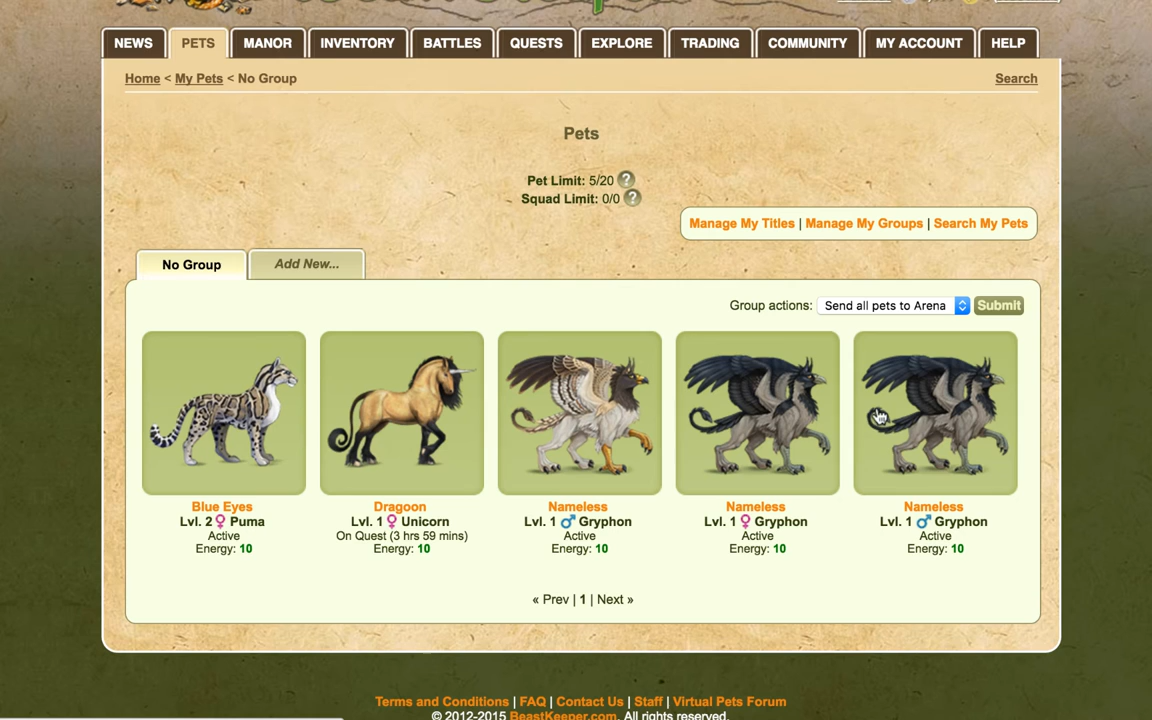 NEWS PETS MANOR INVENTORY BATTLES QUESTS EXPLORE TRADING COMMUNITY MY ACCOUNT HELP
Home < My Pets < No Group Search
Pets
Pet Limit: 5/20 ?
Squad Limit: 0/0 ?
Manage My Titles | Manage My Groups | Search My Pets
No Group Add New...
Group actions: Send all pets to Arena Submit
Blue Eyes Dragoon Nameless Nameless Nameless
Lvl. 2 ♀ Puma Lvl. 1 ♀ Unicorn Lvl. 1 ♂ Gryphon Lvl. 1 ♀ Gryphon Lvl. 1 ♂ Gryphon
Active On Quest (3 hrs 59 mins) Active Active Active
Energy: 10 Energy: 10 Energy: 10 Energy: 10 Energy: 10
« Prev | 1 | Next »
Terms and Conditions | FAQ | Contact Us | Staff | Virtual Pets Forum
© 2012-2015 BeastKeeper.com. All rights reserved.